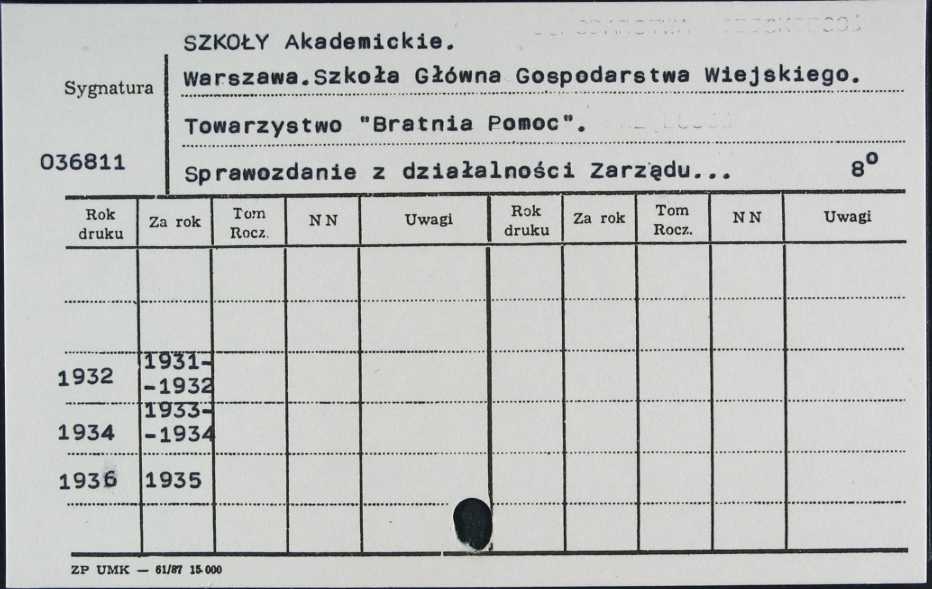 SZKOŁY Akademickie.
Warszawa.Szkoła Główna Gospodarstwa Wiejskiego.
Sygnatura
Towarzystwo "Bratnia Pomoc".
036811
Sprawozdanie z działalności Zarządu... 8°
Rok druku Za rok Tom Rocz. N N Uwagi Rok druku Za rok Tom Rocz. N N Uwagi
1932 1931-
-1932
1934 1933-
-1934
1936 1935
ZP UMK — 61/87 15 000